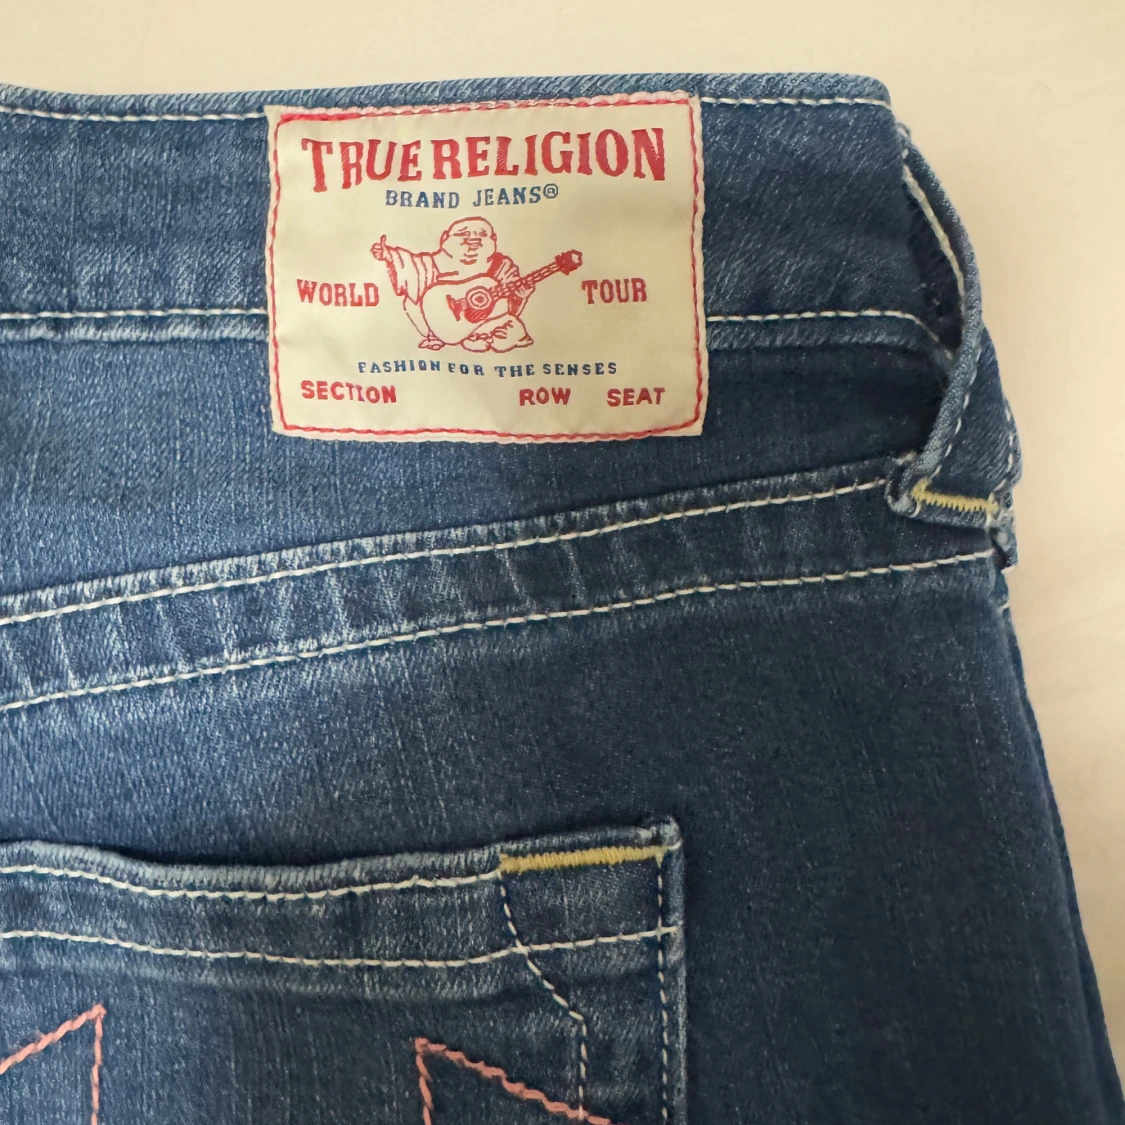 TRUE RELIGION
BRAND JEANS®
WORLD TOUR
FASHION FOR THE SENSES
SECTION ROW SEAT